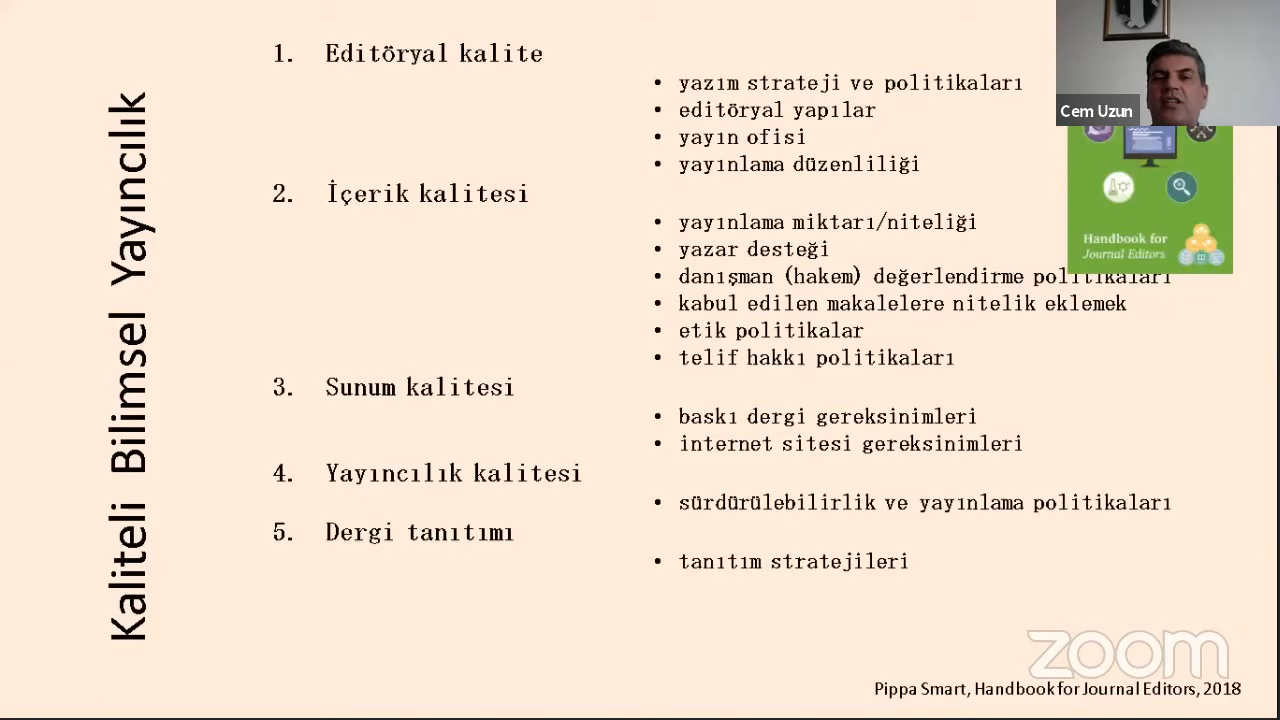 Kaliteli Bilimsel Yayıncılık
1. Editöryal kalite
• yazım strateji ve politikaları
• editöryal yapılar
• yayın ofisi
• yayınlama düzenliliği
2. İçerik kalitesi
• yayınlama miktarı/niteliği
• yazar desteği
• danışman (hakem) değerlendirme politikaları
• kabul edilen makalelere nitelik eklemek
• etik politikalar
• telif hakkı politikaları
3. Sunum kalitesi
• baskı dergi gereksinimleri
• internet sitesi gereksinimleri
4. Yayıncılık kalitesi
• sürdürülebilirlik ve yayınlama politikaları
5. Dergi tanıtımı
• tanıtım stratejileri
Cem Uzun
Handbook for
Journal Editors
zoom
Pippa Smart, Handbook for Journal Editors, 2018